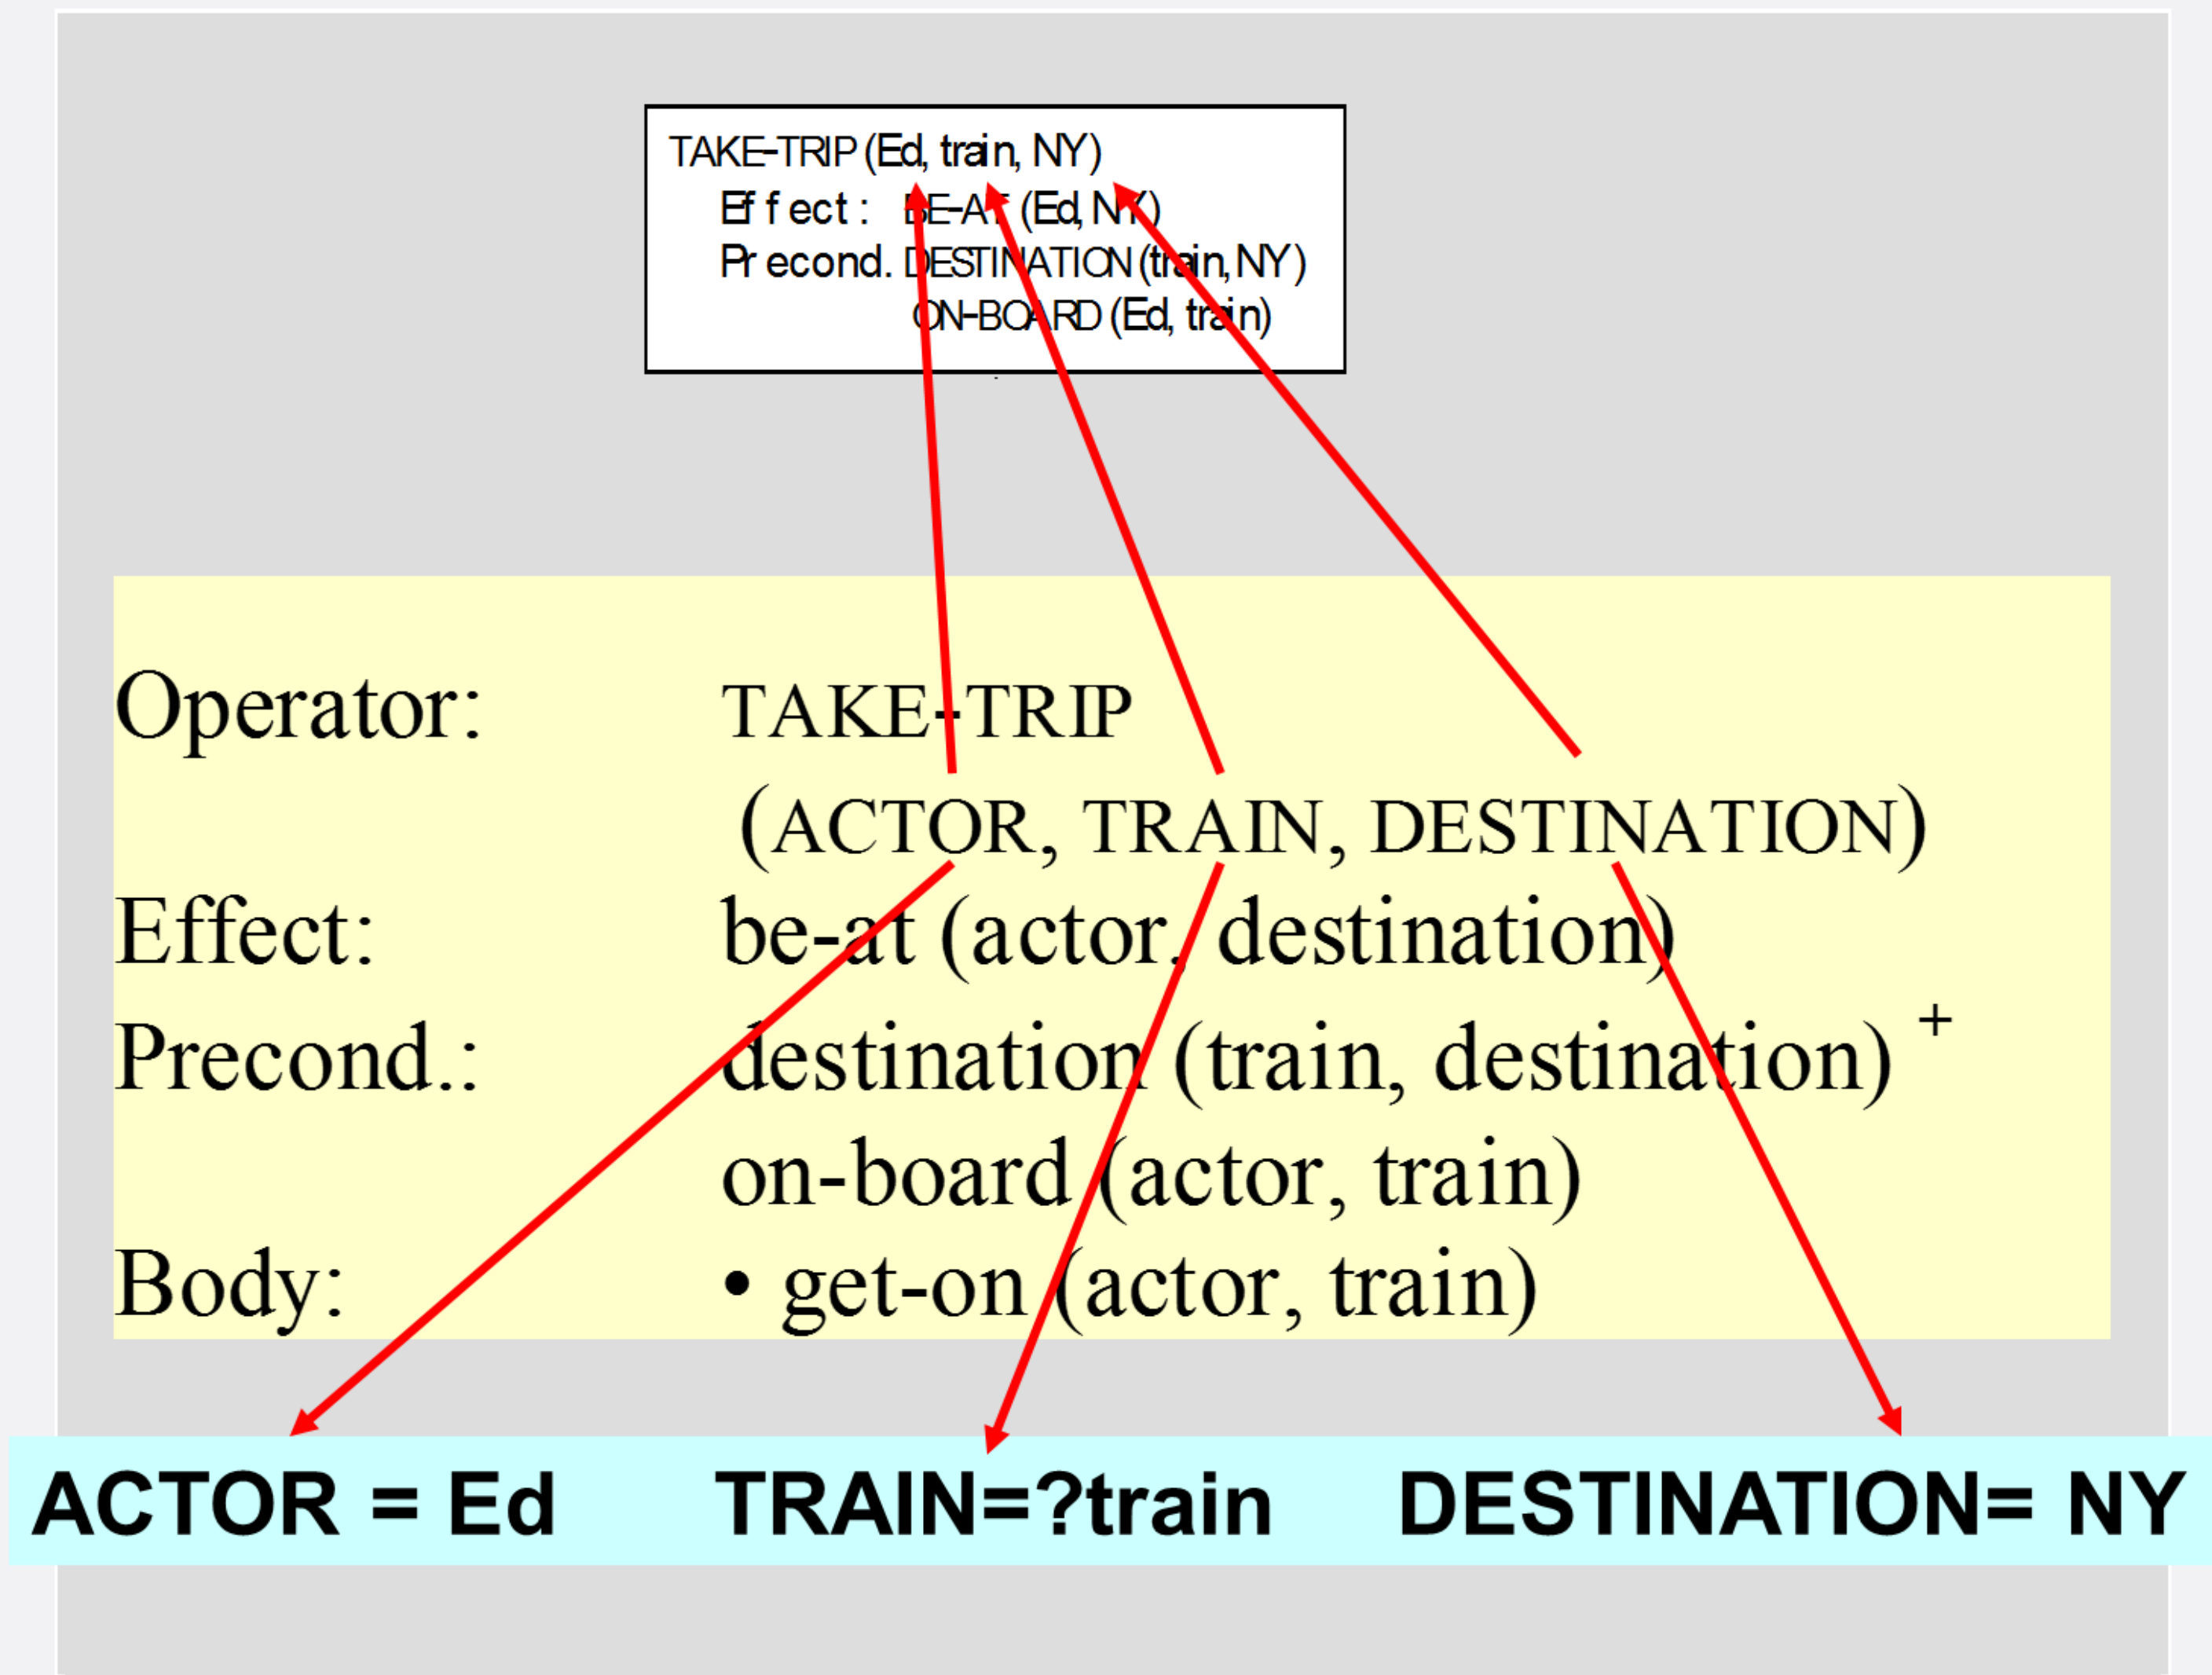 TAKE-TRIP (Ed, train, NY)
Effect: BE-AT (Ed, NY)
Precond. DESTINATION (train, NY)
ON-BOARD (Ed, train)
Operator: TAKE-TRIP
(ACTOR, TRAIN, DESTINATION)
Effect: be-at (actor, destination)
Precond.: destination (train, destination) +
on-board (actor, train)
Body: • get-on (actor, train)
ACTOR = Ed TRAIN=?train DESTINATION= NY